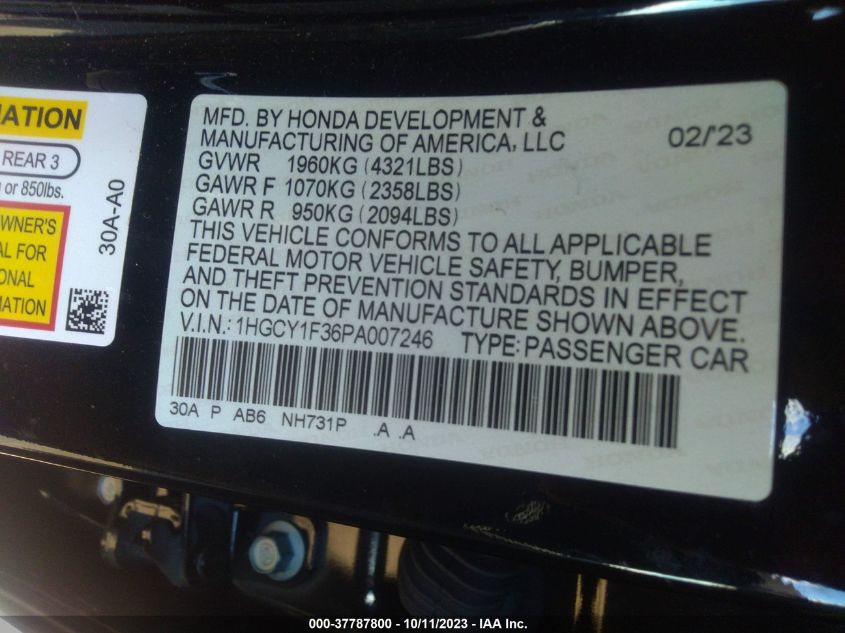 MATION
REAR 3
or 850lbs.
WNER'S
AL FOR
ONAL
MATION
30A-A0
MFD. BY HONDA DEVELOPMENT &
MANUFACTURING OF AMERICA, LLC 02/'23
GVWR 1960KG (4321LBS)
GAWR F 1070KG (2358LBS)
GAWR R 950KG (2094LBS)
THIS VEHICLE CONFORMS TO ALL APPLICABLE
FEDERAL MOTOR VEHICLE SAFETY, BUMPER,
AND THEFT PREVENTION STANDARDS IN EFFECT
ON THE DATE OF MANUFACTURE SHOWN ABOVE.
V.I.N.: 1HGCY1F36PA007246 TYPE: PASSENGER CAR
30A P AB6 NH731P .A .A
000-37787800 - 10/11/2023 - IAA Inc.